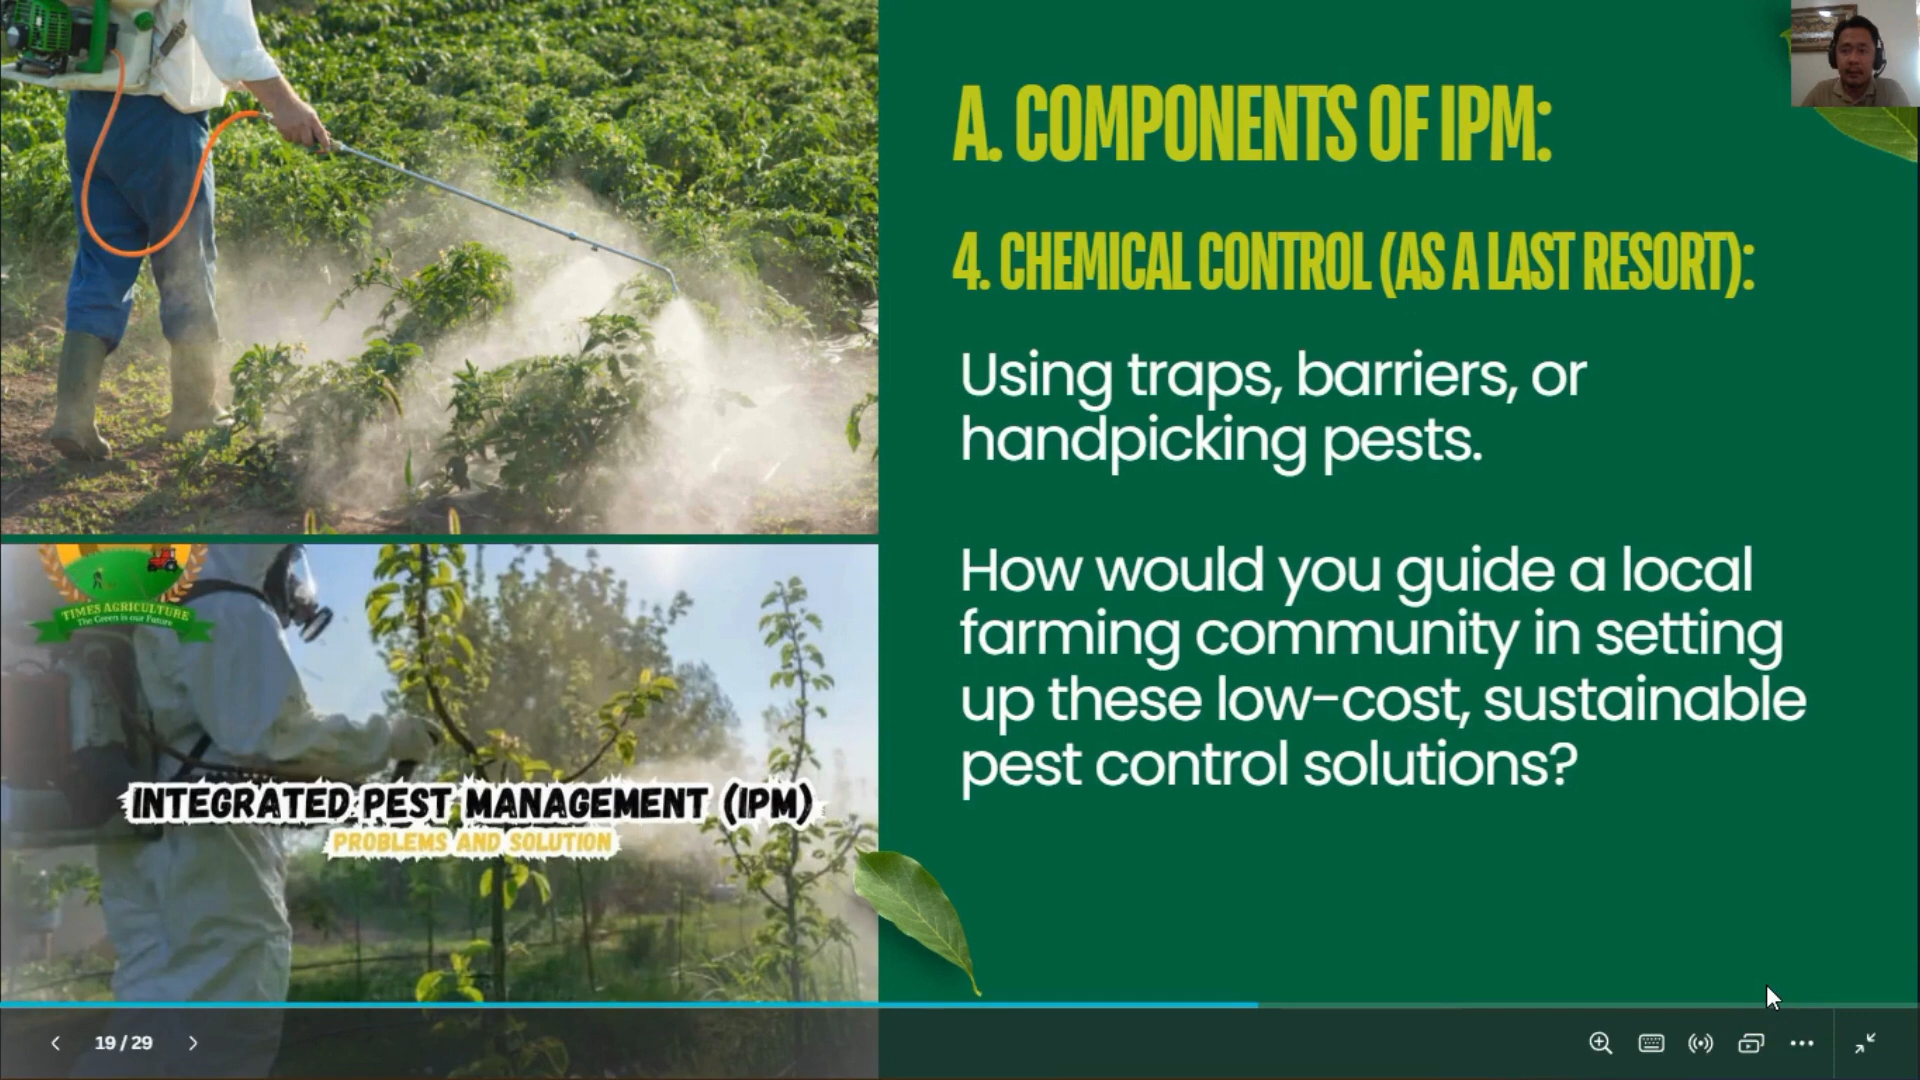 A. COMPONENTS OF IPM:
4. CHEMICAL CONTROL (AS A LAST RESORT):
Using traps, barriers, or
handpicking pests.
How would you guide a local
farming community in setting
up these low-cost, sustainable
pest control solutions?
TIMES AGRICULTURE
The Green is our Future
INTEGRATED PEST MANAGEMENT (IPM)
PROBLEMS AND SOLUTION
19 / 29